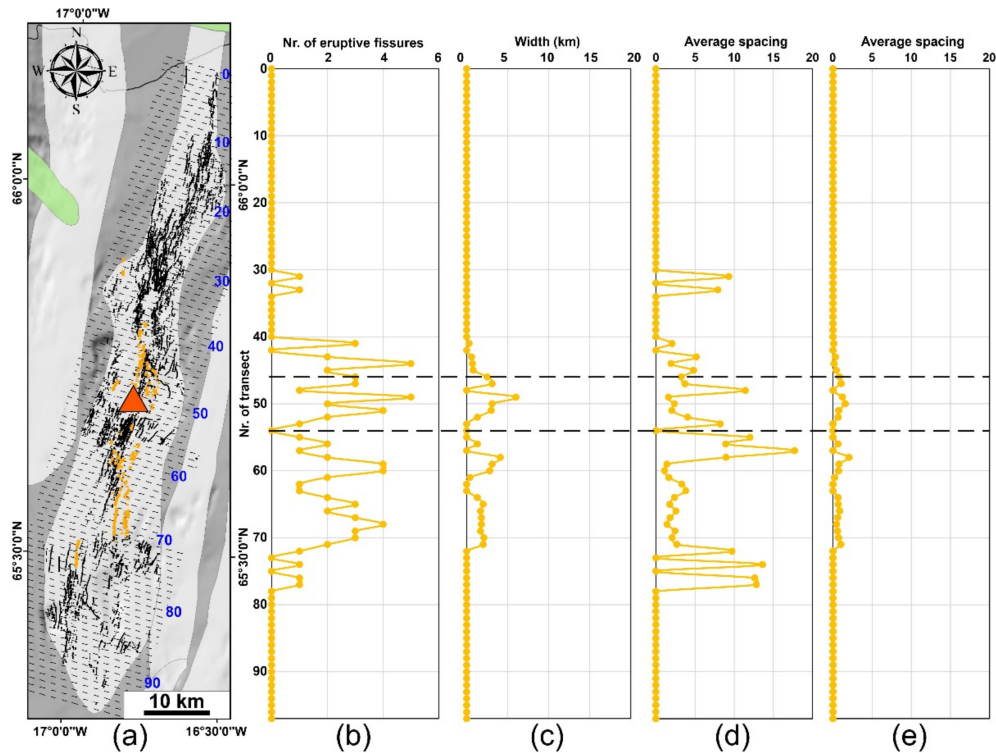 17°0'0"W
N
W E
S
0
10
20
30
40
50
60
70
80
90
66°0'0"N
65°30'0"N
10 km
17°0'0"W
16°30'0"W
(a)
Nr. of eruptive fissures
0 2 4 6
Nr. of transect
0
10
20
30
40
50
60
70
80
90
66°0'0"N
65°30'0"N
(b)
Width (km)
0 5 10 15 20
(c)
Average spacing
0 5 10 15 20
(d)
Average spacing
0 5 10 15 20
(e)